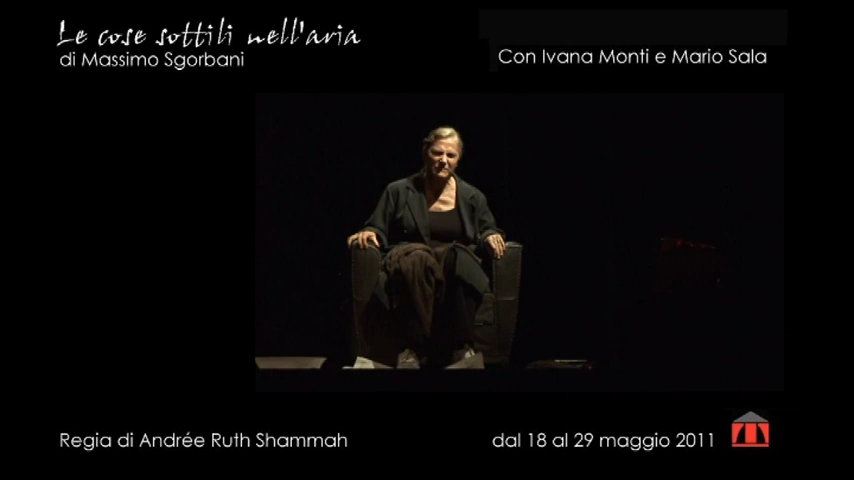 Le cose sottili nell'aria
di Massimo Sgorbani
Con Ivana Monti e Mario Sala
Regia di Andrée Ruth Shammah
dal 18 al 29 maggio 2011